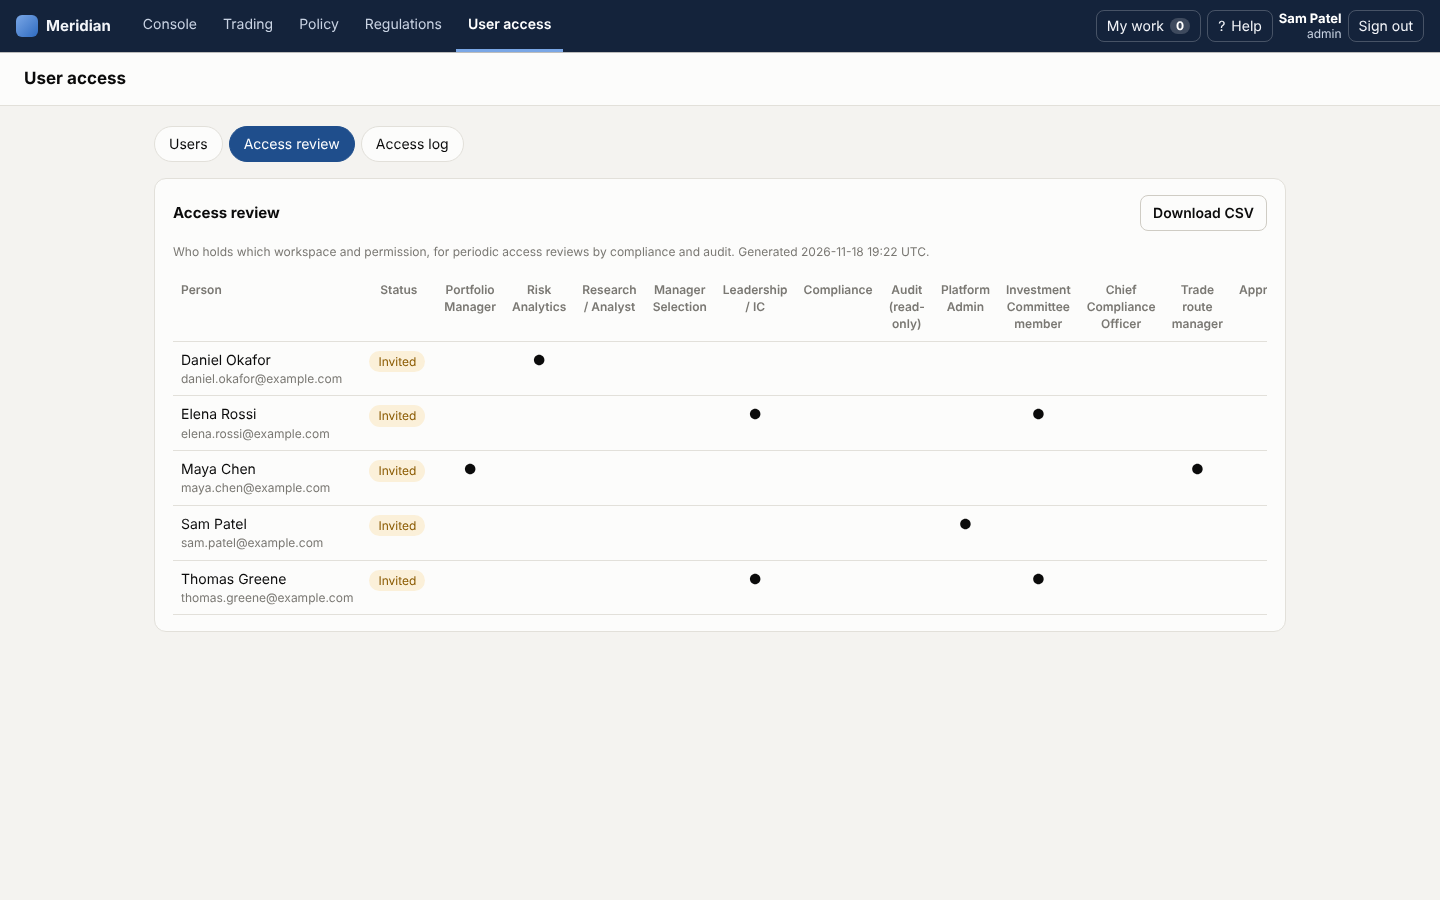 Meridian
Console
Trading
Policy
Regulations
User access
My work 0
? Help
Sam Patel
admin
Sign out
User access
Users
Access review
Access log
Access review
Download CSV
Who holds which workspace and permission, for periodic access reviews by compliance and audit. Generated 2026-11-18 19:22 UTC.
Person
Status
Portfolio
Manager
Risk
Analytics
Research
/ Analyst
Manager
Selection
Leadership
/ IC
Compliance
Audit
(read-
only)
Platform
Admin
Investment
Committee
member
Chief
Compliance
Officer
Trade
route
manager
Appr
Daniel Okafor
daniel.okafor@example.com
Invited
Elena Rossi
elena.rossi@example.com
Invited
Maya Chen
maya.chen@example.com
Invited
Sam Patel
sam.patel@example.com
Invited
Thomas Greene
thomas.greene@example.com
Invited